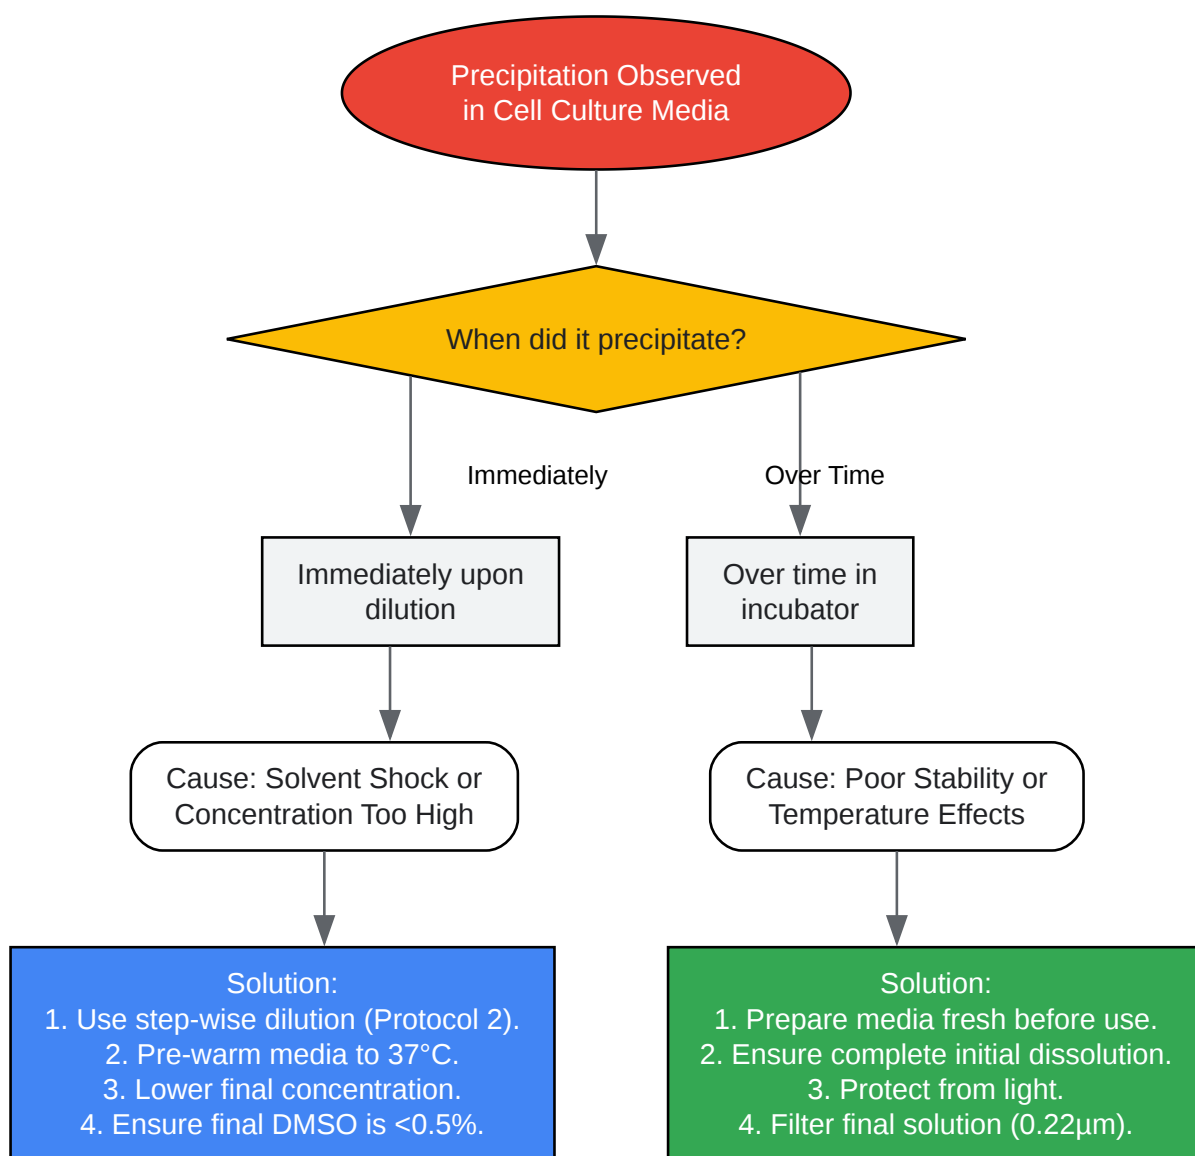 Precipitation Observed
in Cell Culture Media
When did it precipitate?
Immediately
Over Time
Immediately upon
dilution
Over time in
incubator
Cause: Solvent Shock or
Concentration Too High
Cause: Poor Stability or
Temperature Effects
Solution:
1. Use step-wise dilution (Protocol 2).
2. Pre-warm media to 37°C.
3. Lower final concentration.
4. Ensure final DMSO is <0.5%.
Solution:
1. Prepare media fresh before use.
2. Ensure complete initial dissolution.
3. Protect from light.
4. Filter final solution (0.22µm).